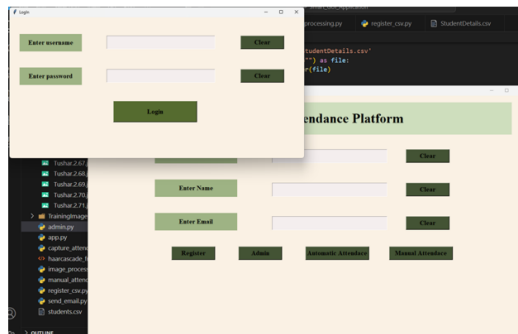 Login
Enter username
Clear
Enter password
Clear
Login
processing.py
register_csv.py
StudentDetails.csv
tudentDetails.csv'
"") as file:
r(file)
endance Platform
Clear
Enter Name
Clear
Enter Email
Clear
Register
Admin
Automatic Attendace
Manual Attendace
Tushar.2.67.
Tushar.2.68.j
Tushar.2.69.j
Tushar.2.70.
Tushar.2.71.
TrainingImage
admin.py
app.py
capture_attend
haarcascade_f
image_process
manual_attend
register_csv.py
send_email.py
students.csv
OUTLINE